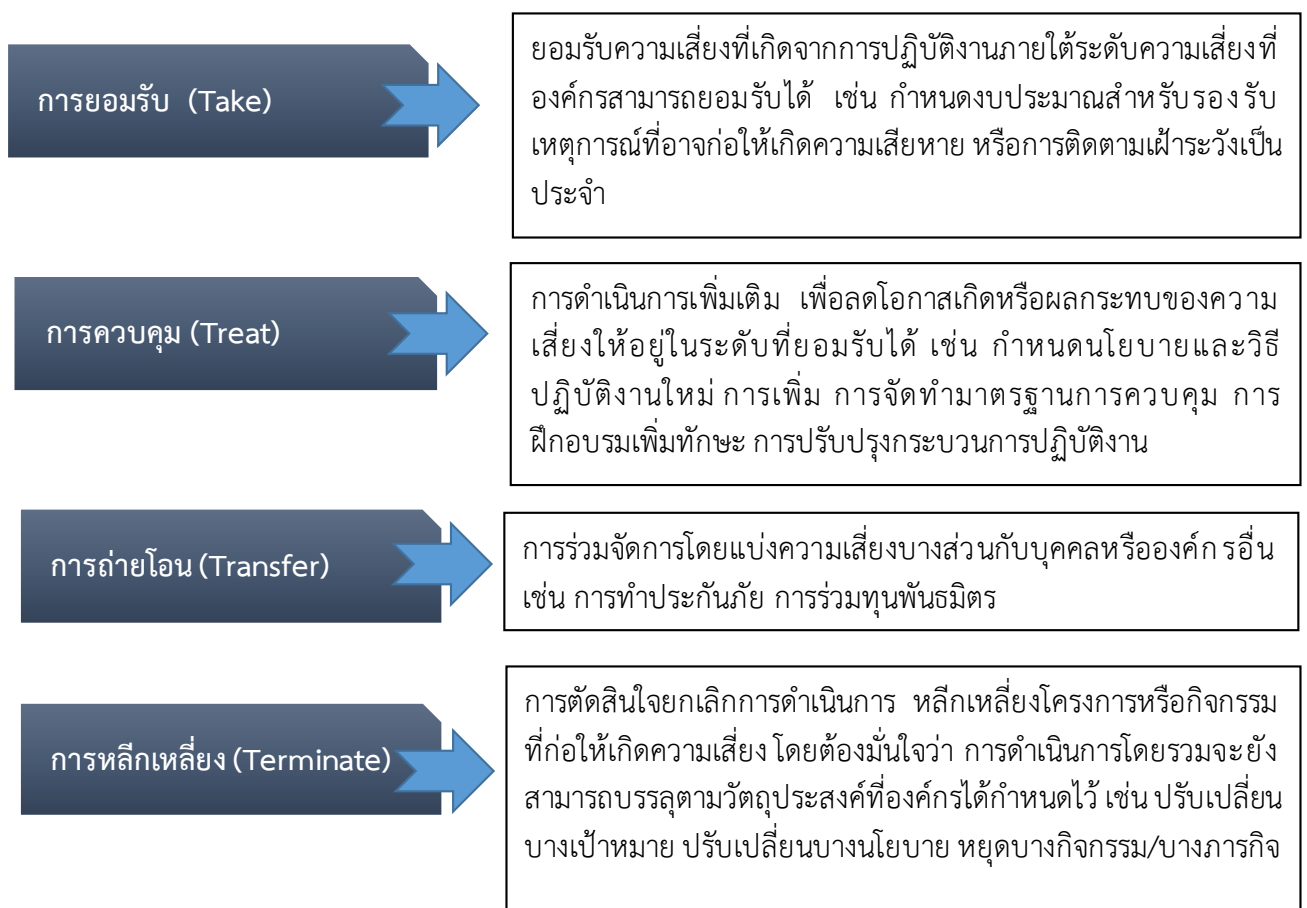 การยอมรับ (Take)
ยอมรับความเสี่ยงที่เกิดจากการปฏิบัติงานภายใต้ระดับความเสี่ยงที่
องค์กรสามารถยอมรับได้ เช่น กำหนดงบประมาณสำหรับรองรับ
เหตุการณ์ที่อาจก่อให้เกิดความเสียหาย หรือการติดตามเฝ้าระวังเป็น
ประจำ
การควบคุม (Treat)
การดำเนินการเพิ่มเติม เพื่อลดโอกาสเกิดหรือผลกระทบของความ
เสี่ยงให้อยู่ในระดับที่ยอมรับได้ เช่น กำหนดนโยบายและวิธี
ปฏิบัติงานใหม่ การเพิ่ม การจัดทำมาตรฐานการควบคุม การ
ฝึกอบรมเพิ่มทักษะ การปรับปรุงกระบวนการปฏิบัติงาน
การถ่ายโอน (Transfer)
การร่วมจัดการโดยแบ่งความเสี่ยงบางส่วนกับบุคคลหรือองค์กรอื่น
เช่น การทำประกันภัย การร่วมทุนพันธมิตร
การหลีกเหลี่ยง (Terminate)
การตัดสินใจยกเลิกการดำเนินการ หลีกเหลี่ยงโครงการหรือกิจกรรม
ที่ก่อให้เกิดความเสี่ยง โดยต้องมั่นใจว่า การดำเนินการโดยรวมจะยัง
สามารถบรรลุตามวัตถุประสงค์ที่องค์กรได้กำหนดไว้ เช่น ปรับเปลี่ยน
บางเป้าหมาย ปรับเปลี่ยนบางนโยบาย หยุดบางกิจกรรม/บางภารกิจ